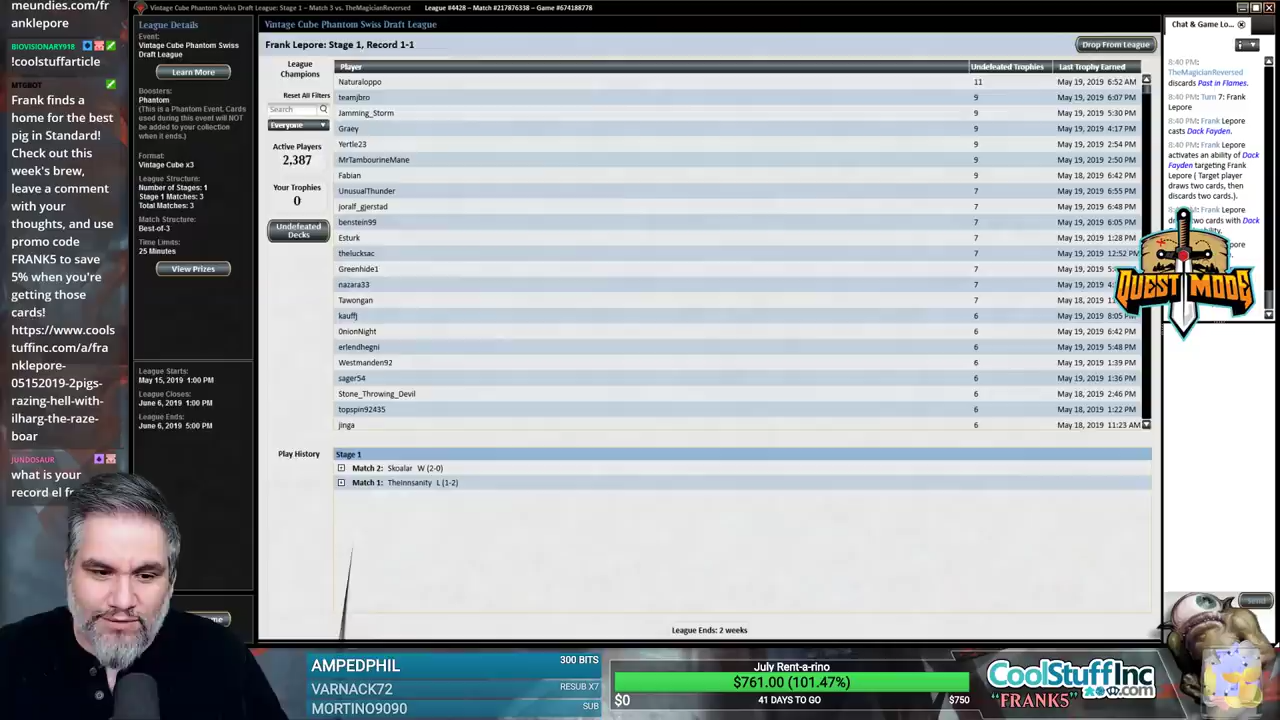 Vintage Cube Phantom Swiss Draft League: Stage 1 – Match 3 vs. TheMagicianReversed
League #4428 – Match #217876338 – Game #674188778
meundies.com/fr
anklepore
BIOVISIONARY918
!coolstufarticle
MTGBOT
Frank finds a
home for the best
pig in Standard!
Check out this
week's brew,
leave a comment
with your
thoughts, and use
promo code
FRANK5 to save
5% when you're
getting those
cards!
https://www.cools
tuffinc.com/a/fra
nklepore-
05152019-2pigs-
razing-hell-with-
ilharg-the-raze-
boar
JUNDOSAUR
what is your
record el fr
League Details
Event:
Vintage Cube Phantom Swiss
Draft League
Learn More
Boosters:
Phantom
(This is a Phantom Event. Cards
used during this event will NOT
be added to your collection
when it ends.)
Format:
Vintage Cube x3
League Structure:
Number of Stages: 1
Stage 1 Matches: 3
Total Matches: 3
Match Structure:
Best-of-3
Time Limits:
25 Minutes
View Prizes
League Starts:
May 15, 2019 1:00 PM
League Closes:
June 6, 2019 1:00 PM
League Ends:
June 6, 2019 5:00 PM
Vintage Cube Phantom Swiss Draft League
Frank Lepore: Stage 1, Record 1-1
Drop From League
League
Champions
Reset All Filters
Search
Everyone
Active Players
2,387
Your Trophies
0
Undefeated
Decks
Player Undefeated Trophies Last Trophy Earned
Naturaloppo 11 May 19, 2019 6:52 AM
teamjbro 9 May 19, 2019 6:07 PM
Jamming_Storm 9 May 19, 2019 5:30 PM
Graey 9 May 19, 2019 4:17 PM
Yertle23 9 May 19, 2019 2:54 PM
MrTambourineMane 9 May 19, 2019 2:50 PM
Fabian 9 May 18, 2019 6:42 PM
UnusualThunder 7 May 19, 2019 6:55 PM
joralf_gjerstad 7 May 19, 2019 6:48 PM
benstein99 7 May 19, 2019 6:05 PM
Esturk 7 May 19, 2019 1:28 PM
thelucksac 7 May 19, 2019 12:52 PM
Greenhide1 7 May 19, 2019 5:
nazara33 7 May 19, 2019 4:
Tawongan 7 May 18, 2019 11:
kauffj 6 May 19, 2019 8:05 PM
0nionNight 6 May 19, 2019 6:42 PM
erlendhegni 6 May 19, 2019 5:48 PM
Westmanden92 6 May 19, 2019 1:39 PM
sager54 6 May 19, 2019 1:36 PM
Stone_Throwing_Devil 6 May 18, 2019 2:46 PM
topspin92435 6 May 18, 2019 1:22 PM
jinga 6 May 18, 2019 11:23 AM
Play History
Stage 1
Match 2: Skoalar W (2-0)
Match 1: TheInnsanity L (1-2)
League Ends: 2 weeks
Chat & Game Lo...
8:40 PM:
TheMagicianReversed
discards Past in Flames.
8:40 PM: Turn 7: Frank
Lepore
8:40 PM: Frank Lepore
casts Dack Fayden.
8:40 PM: Frank Lepore
activates an ability of Dack
Fayden targeting Frank
Lepore ( Target player
draws two cards, then
discards two cards.).
Frank Lepore
two cards with Dack
QUEST MODE
Send
AMPEDPHIL 300 BITS
VARNACK72 RESUB X7
MORTINO9090 SUB
July Rent-a-rino
$761.00 (101.47%)
$0 41 DAYS TO GO $750
CoolStuffInc
.com
"FRANK5"